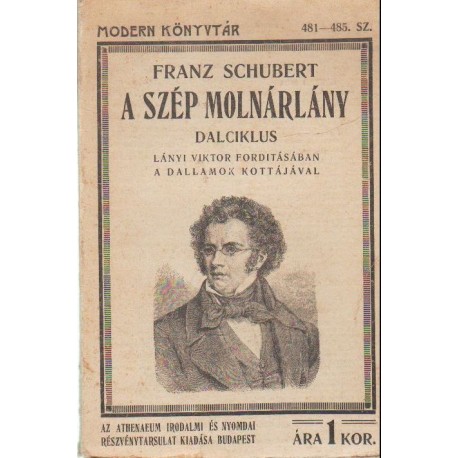 MODERN KÖNYVTÁR 481—485. SZ.
FRANZ SCHUBERT
A SZÉP MOLNÁRLÁNY
DALCIKLUS
LÁNYI VIKTOR FORDITÁSÁBAN
A DALLAMOK KOTTÁJÁVAL
AZ ATHENAEUM IRODALMI ÉS NYOMDAI
RÉSZVÉNYTARSULAT KIADÁSA BUDAPEST
ÁRA 1 KOR.